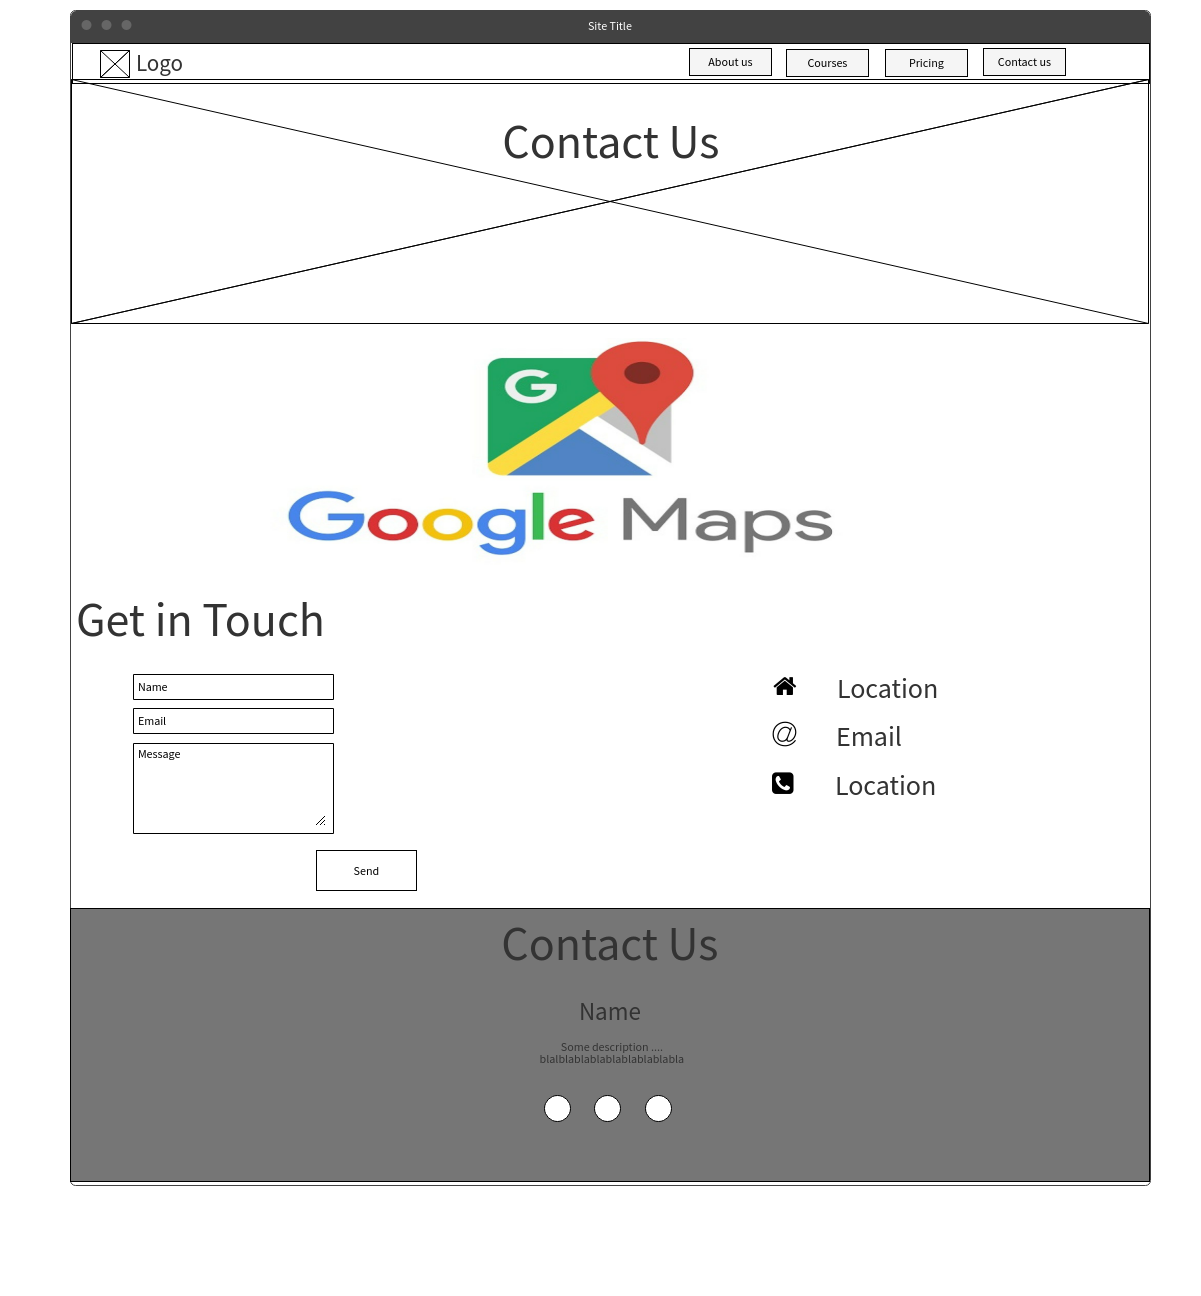 Site Title
Logo
About us
Courses
Pricing
Contact us
Contact Us
G
Google Maps
Get in Touch
Name
Email
Message
Send
Location
@ Email
Location
Contact Us
Name
Some description ....
blalblablablablablablablabla